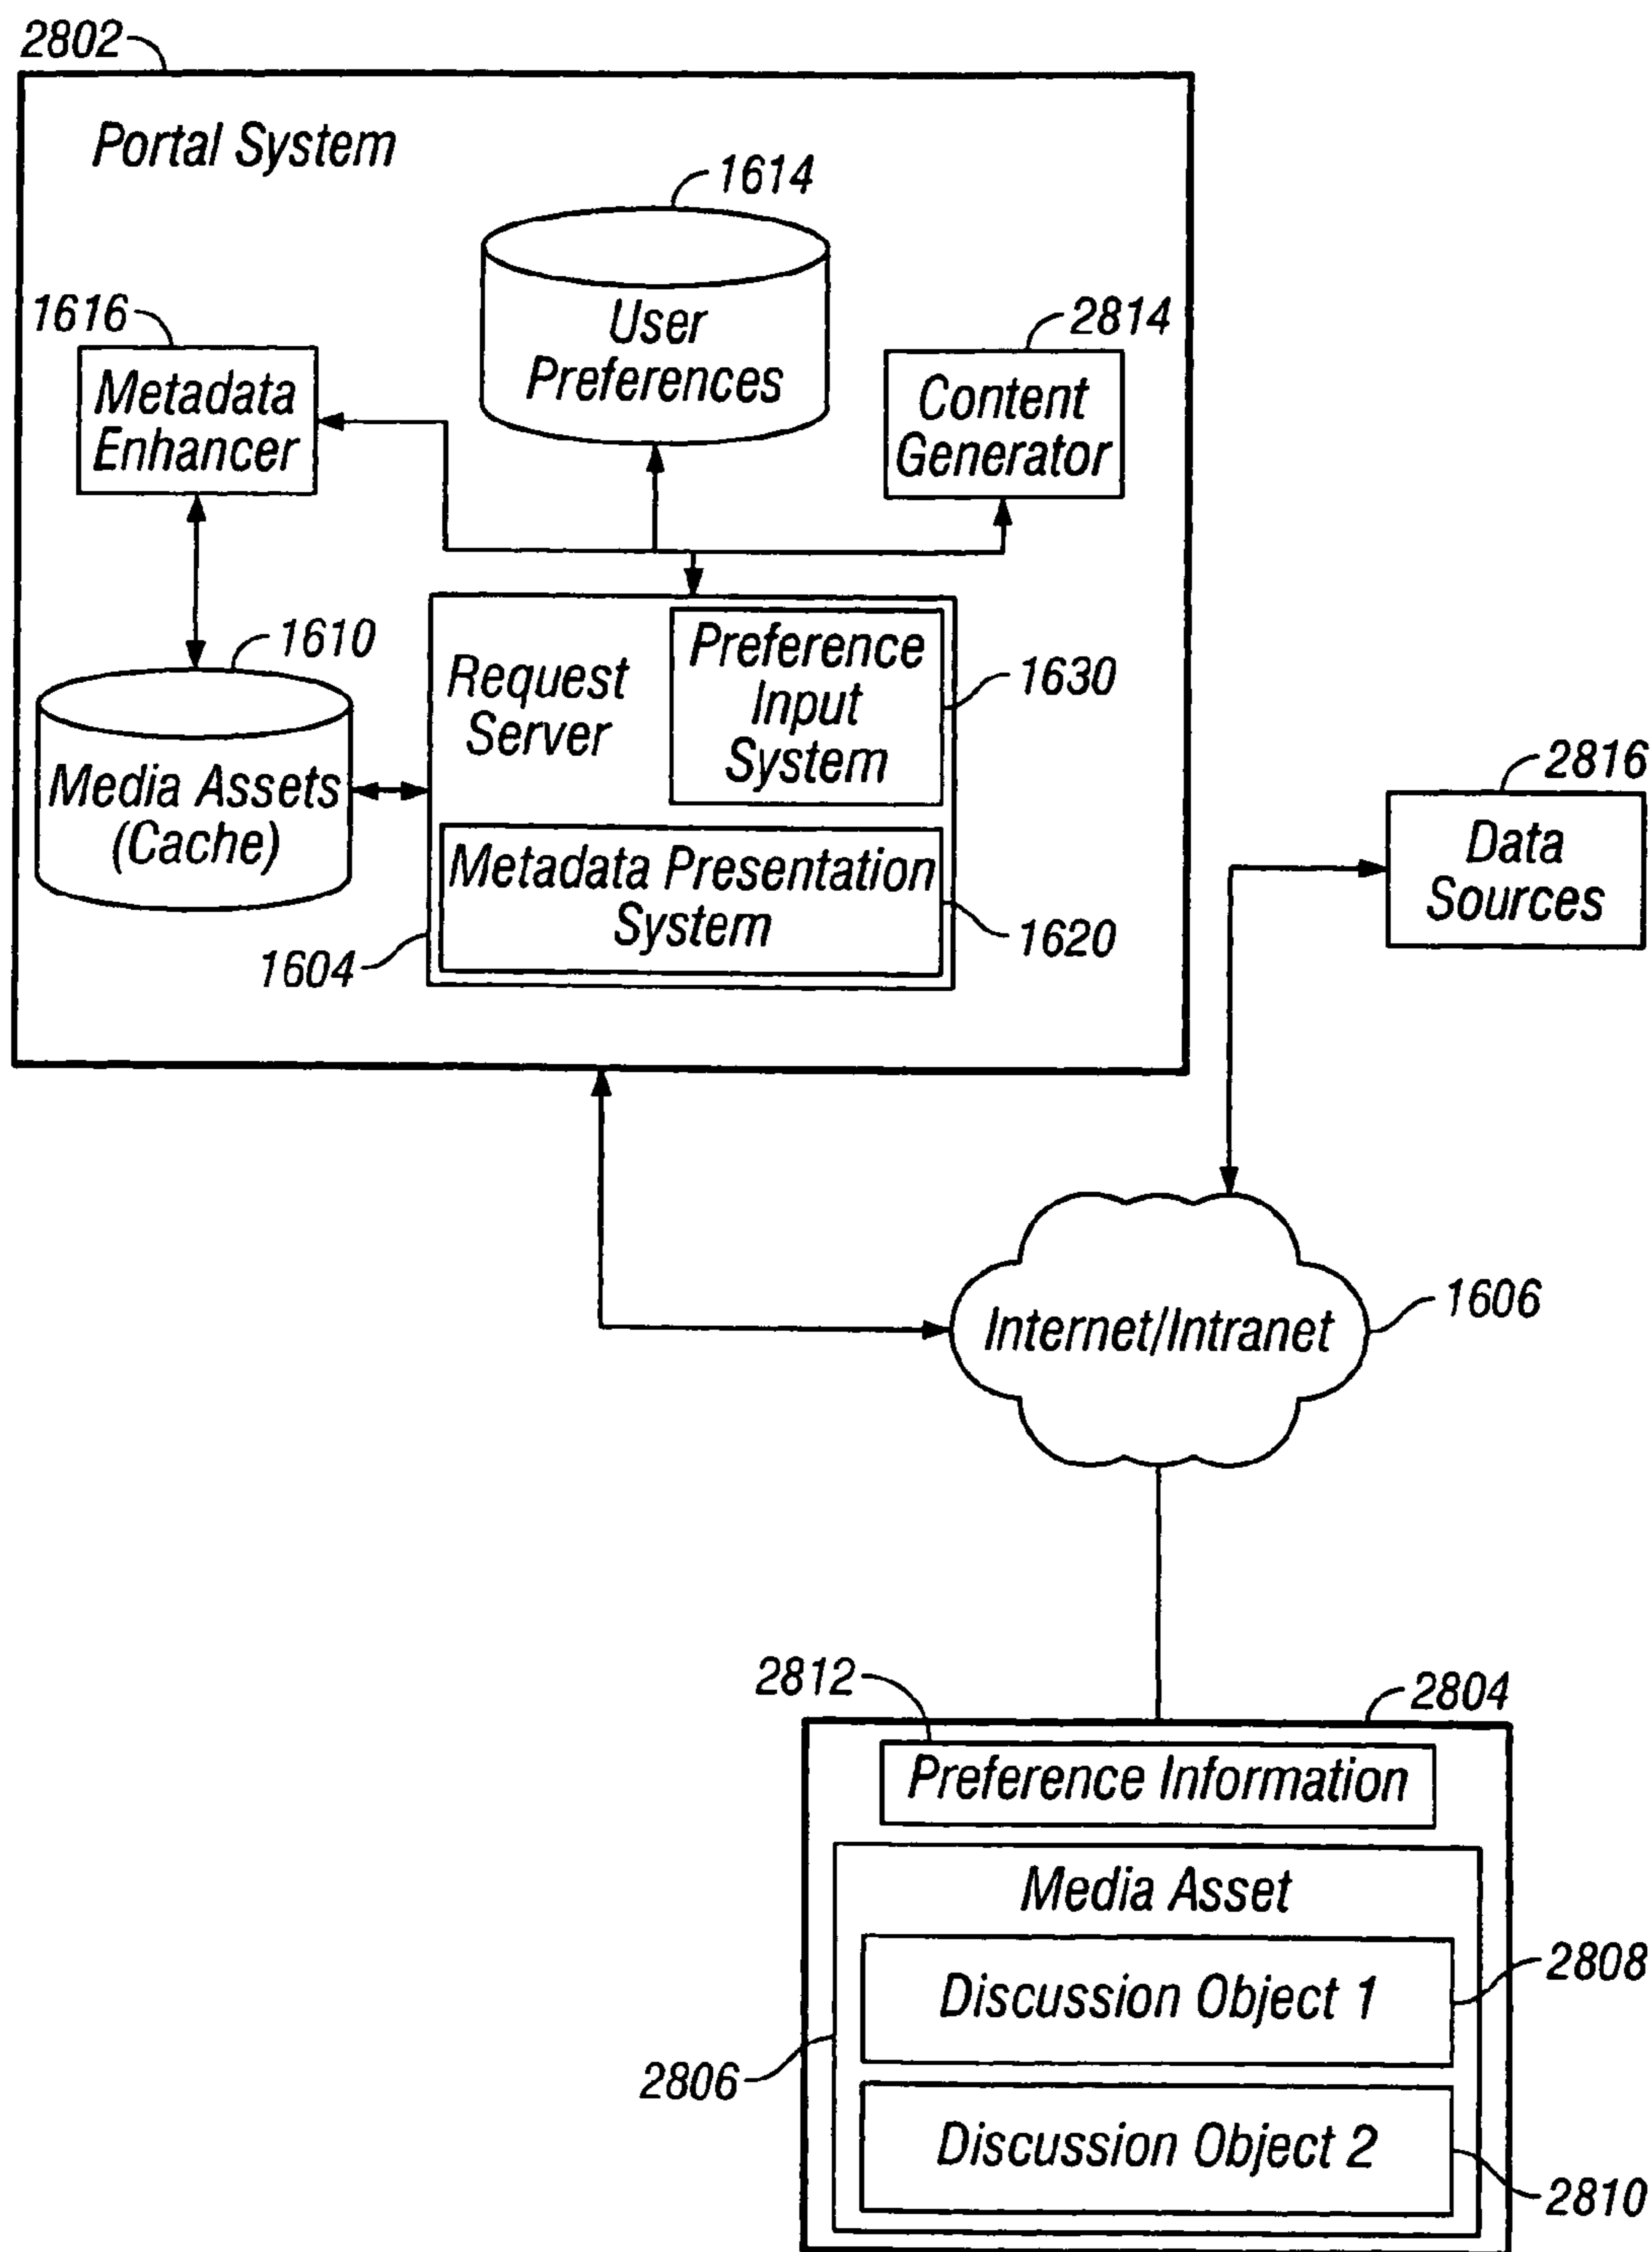 2802
Portal System
1614
1616
User
Preferences
2814
Metadata
Enhancer
Content
Generator
1610
Request
Server
Preference
Input
System
1630
Media Assets
(Cache)
2816
Data
Sources
Metadata Presentation
System
1604
1620
Internet/Intranet
1606
2812
2804
Preference Information
Media Asset
Discussion Object 1
2808
2806
Discussion Object 2
2810